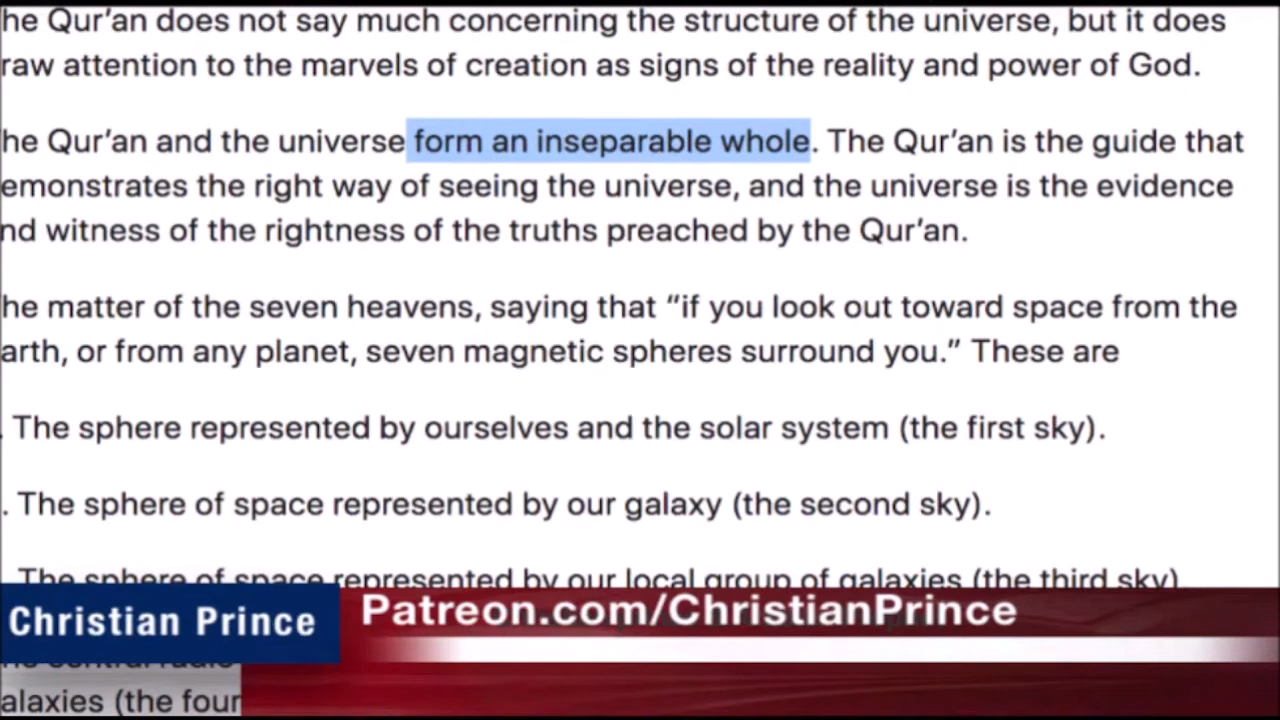 he Qur’an does not say much concerning the structure of the universe, but it does
raw attention to the marvels of creation as signs of the reality and power of God.
he Qur’an and the universe form an inseparable whole. The Qur’an is the guide that
emonstrates the right way of seeing the universe, and the universe is the evidence
nd witness of the rightness of the truths preached by the Qur’an.
he matter of the seven heavens, saying that “if you look out toward space from the
arth, or from any planet, seven magnetic spheres surround you.” These are
. The sphere represented by ourselves and the solar system (the first sky).
. The sphere of space represented by our galaxy (the second sky).
. The sphere of space represented by our local group of galaxies (the third sky).
Christian Prince
Patreon.com/ChristianPrince
alaxies (the four